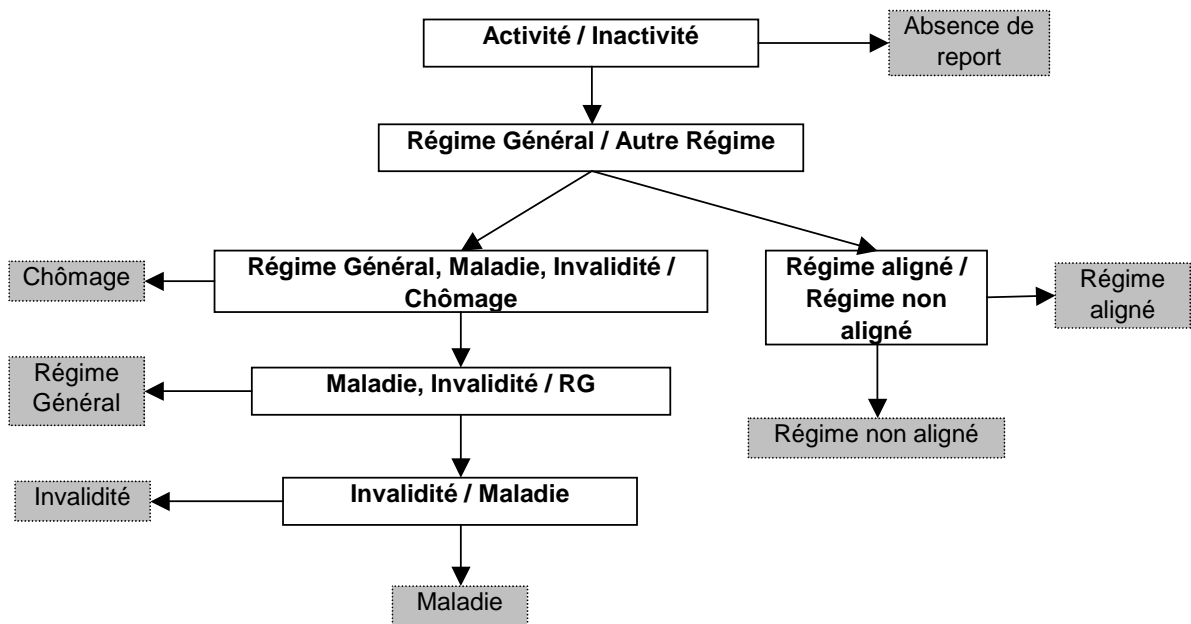 Activité / Inactivité
Absence de
report
Régime Général / Autre Régime
Chômage
Régime Général, Maladie, Invalidité /
Chômage
Régime aligné /
Régime non
aligné
Régime
aligné
Régime
Général
Maladie, Invalidité / RG
Régime non aligné
Invalidité
Invalidité / Maladie
Maladie